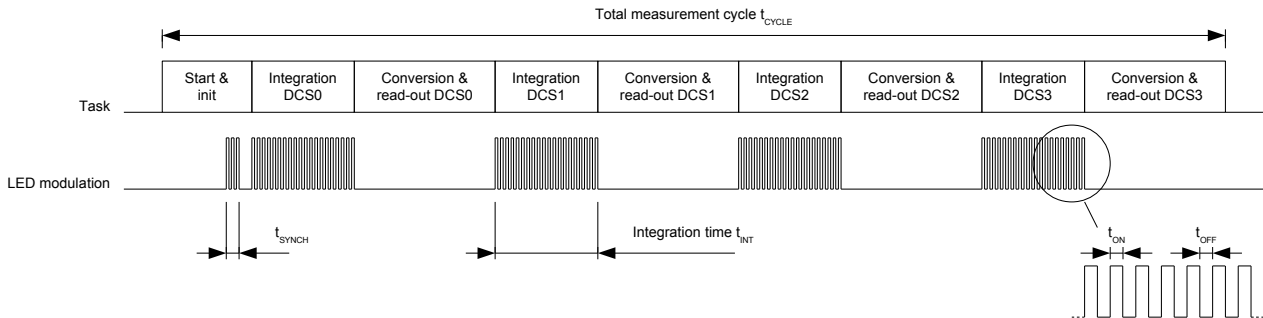 Total measurement cycle tCYCLE
Start & init
Integration DCS0
Conversion & read-out DCS0
Integration DCS1
Conversion & read-out DCS1
Integration DCS2
Conversion & read-out DCS2
Integration DCS3
Conversion & read-out DCS3
Task
LED modulation
tSYNCH
Integration time tINT
tON
tOFF